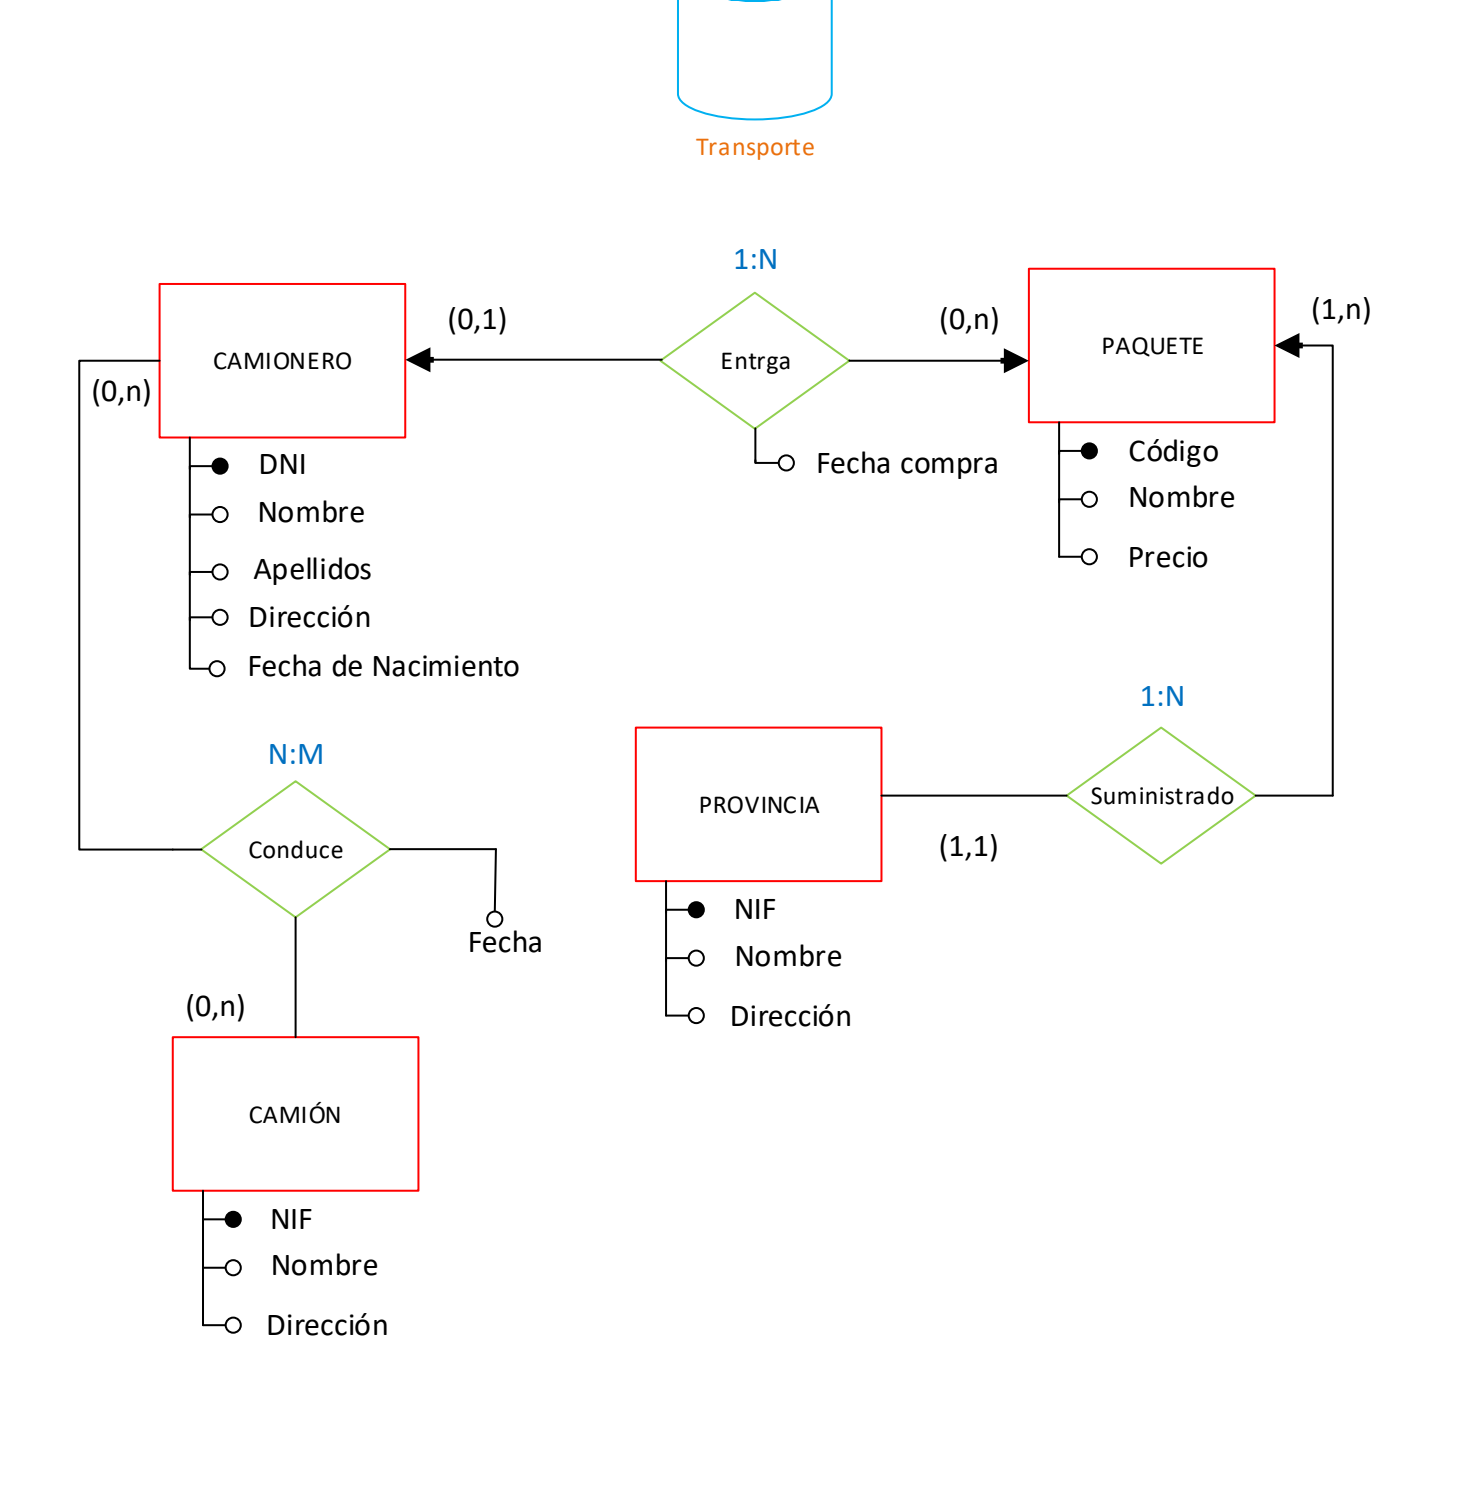 Transporte
1:N
(0,1)
(0,n)
(1,n)
CAMIONERO
Entrga
PAQUETE
(0,n)
DNI
Nombre
Apellidos
Dirección
Fecha de Nacimiento
Fecha compra
Código
Nombre
Precio
1:N
N:M
PROVINCIA
Suministrado
(1,1)
Conduce
Fecha
NIF
Nombre
Dirección
(0,n)
CAMIÓN
NIF
Nombre
Dirección